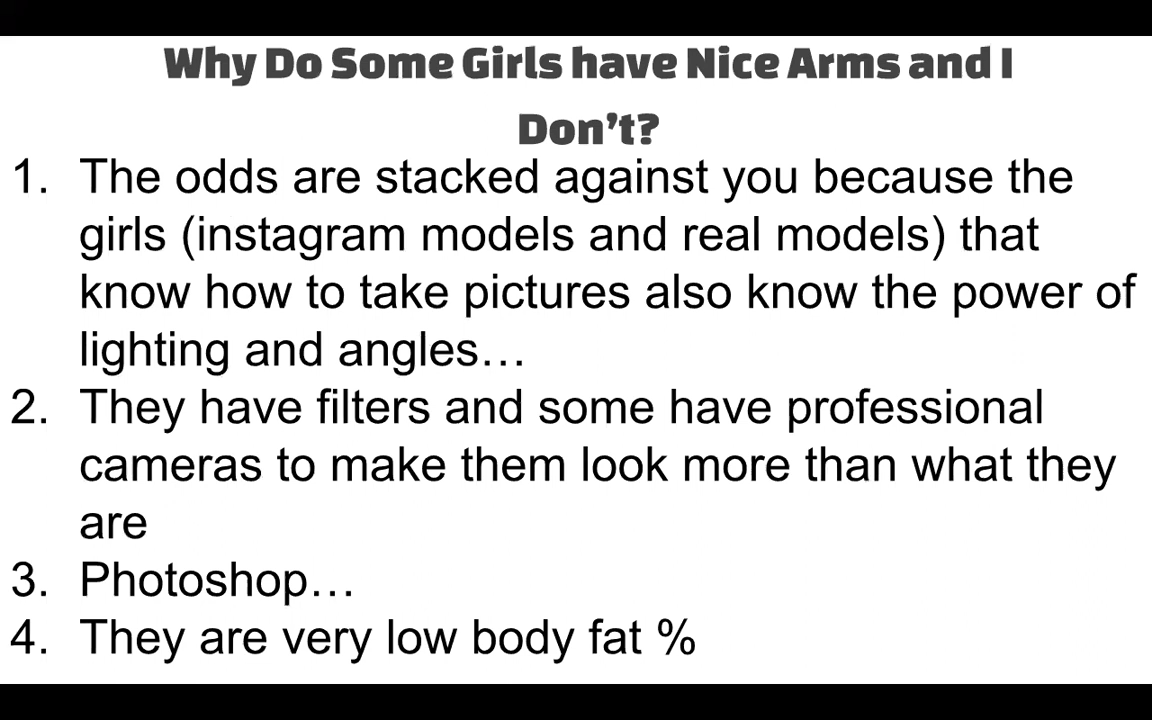 Why Do Some Girls have Nice Arms and I
Don't?
1. The odds are stacked against you because the
girls (instagram models and real models) that
know how to take pictures also know the power of
lighting and angles…
2. They have filters and some have professional
cameras to make them look more than what they
are
3. Photoshop…
4. They are very low body fat %